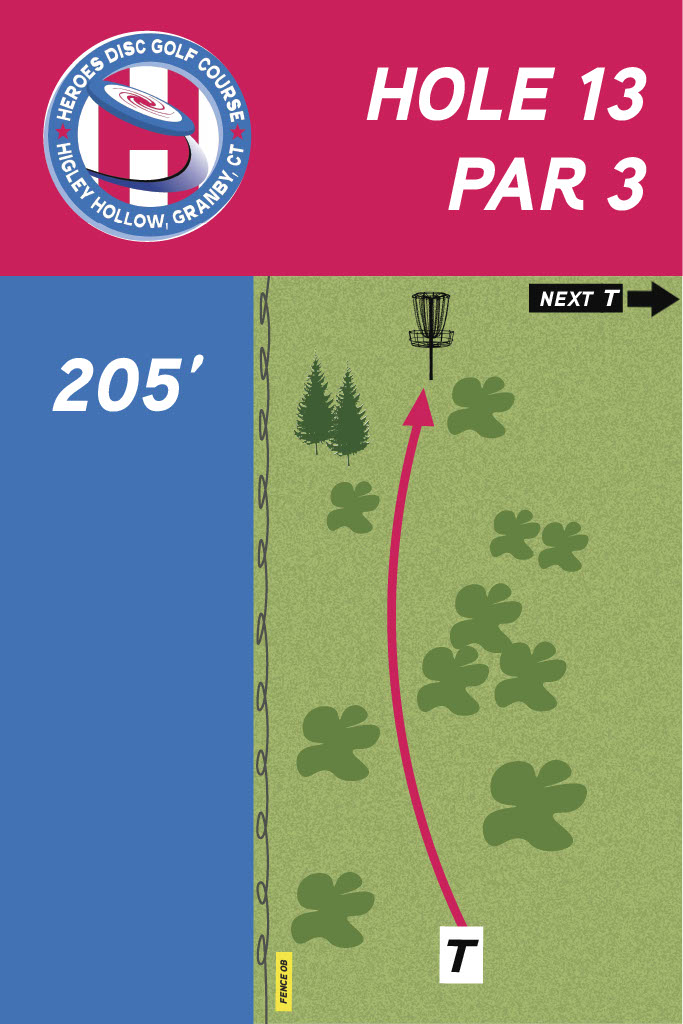 HEROES DISC GOLF COURSE
HIGLEY HOLLOW, GRANBY, CT
HOLE 13
PAR 3
NEXT T
205’
T
FENCE OB